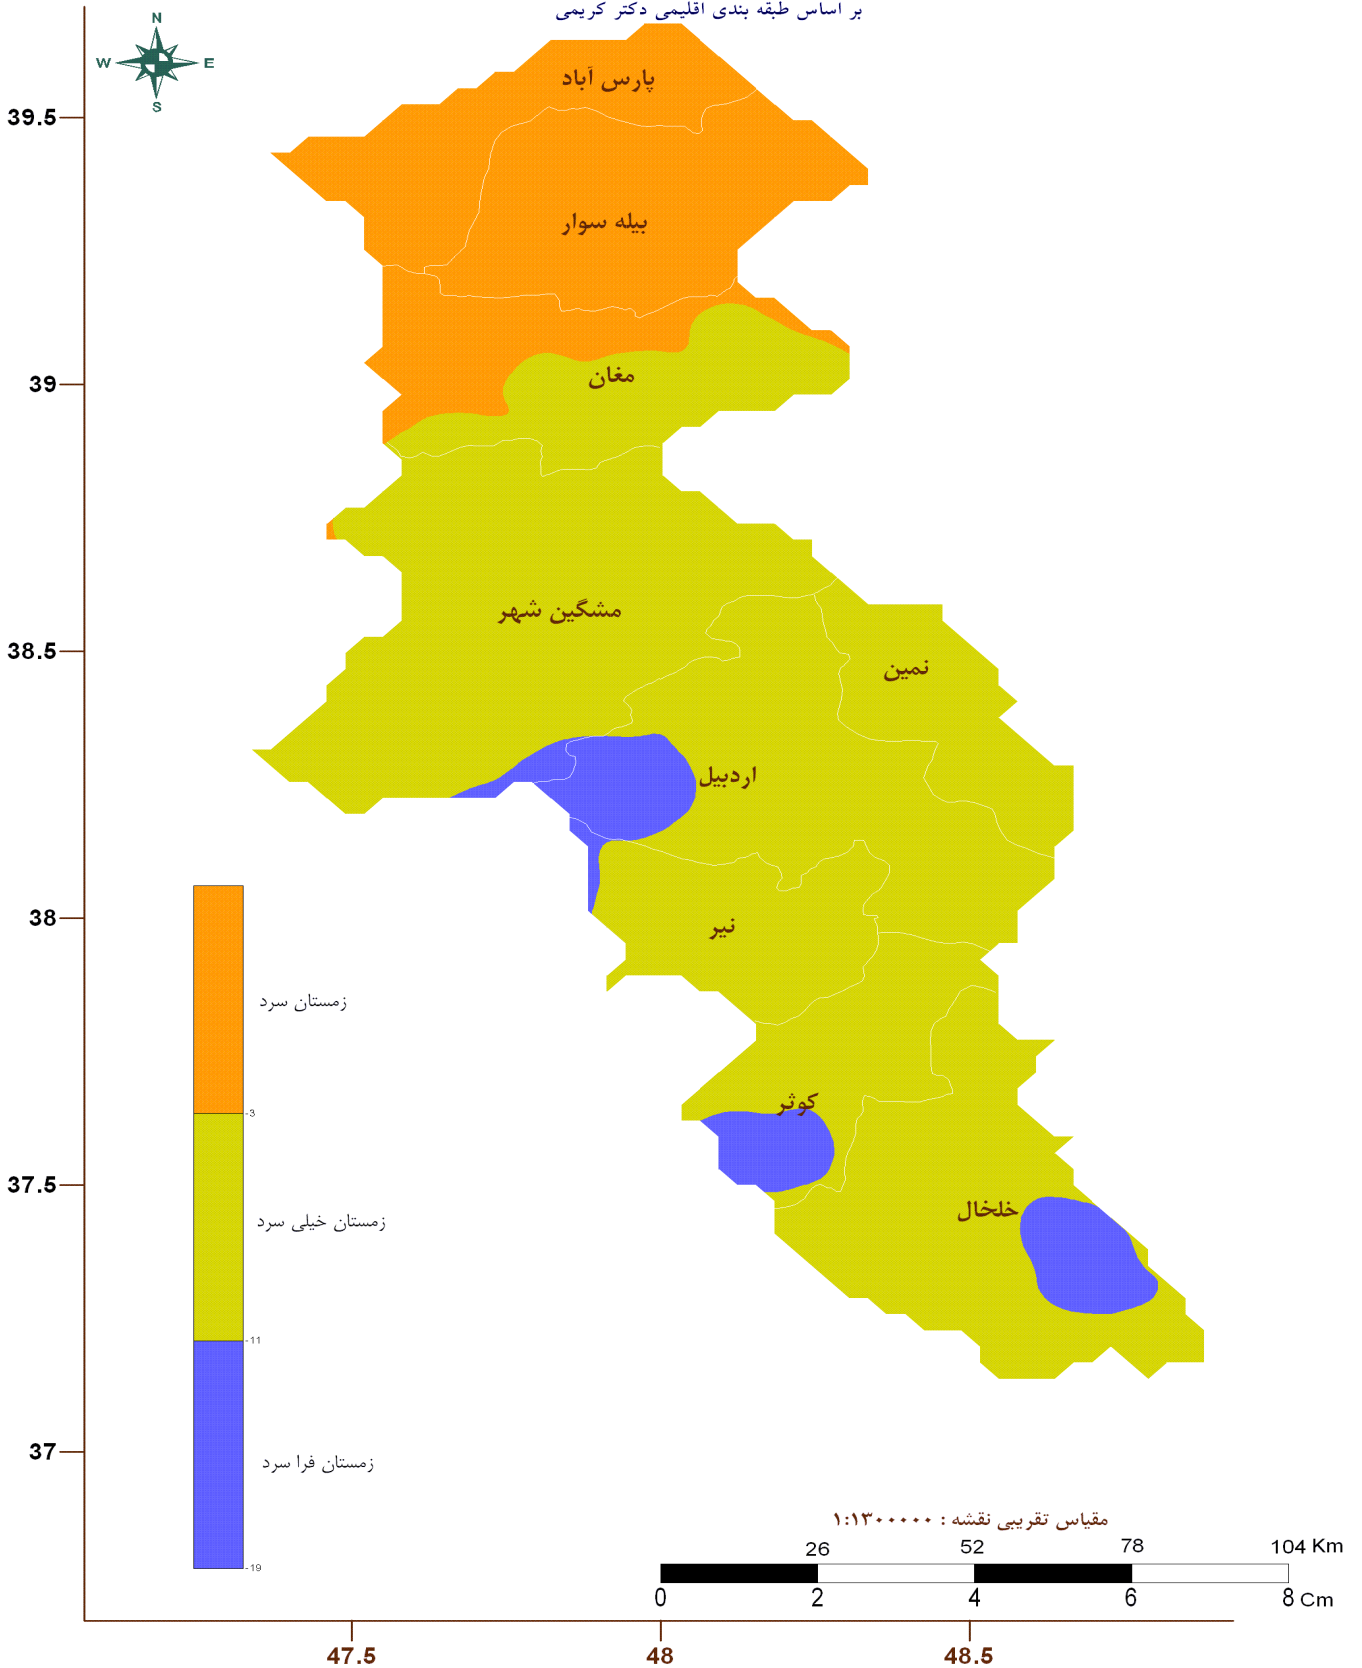 بر اساس طبقه بندی اقلیمی دکتر کریمی
N
W E
S
پارس آباد
39.5
بیله سوار
39
مغان
مشگین شهر
38.5
نمین
اردبیل
38
نیر
زمستان سرد
کوثر
-3
37.5
خلخال
زمستان خیلی سرد
-11
37
زمستان فرا سرد
-19
مقیاس تقریبی نقشه : ۱:۱۳۰۰۰۰۰
26 52 78 104 Km
0 2 4 6 8 Cm
47.5 48 48.5